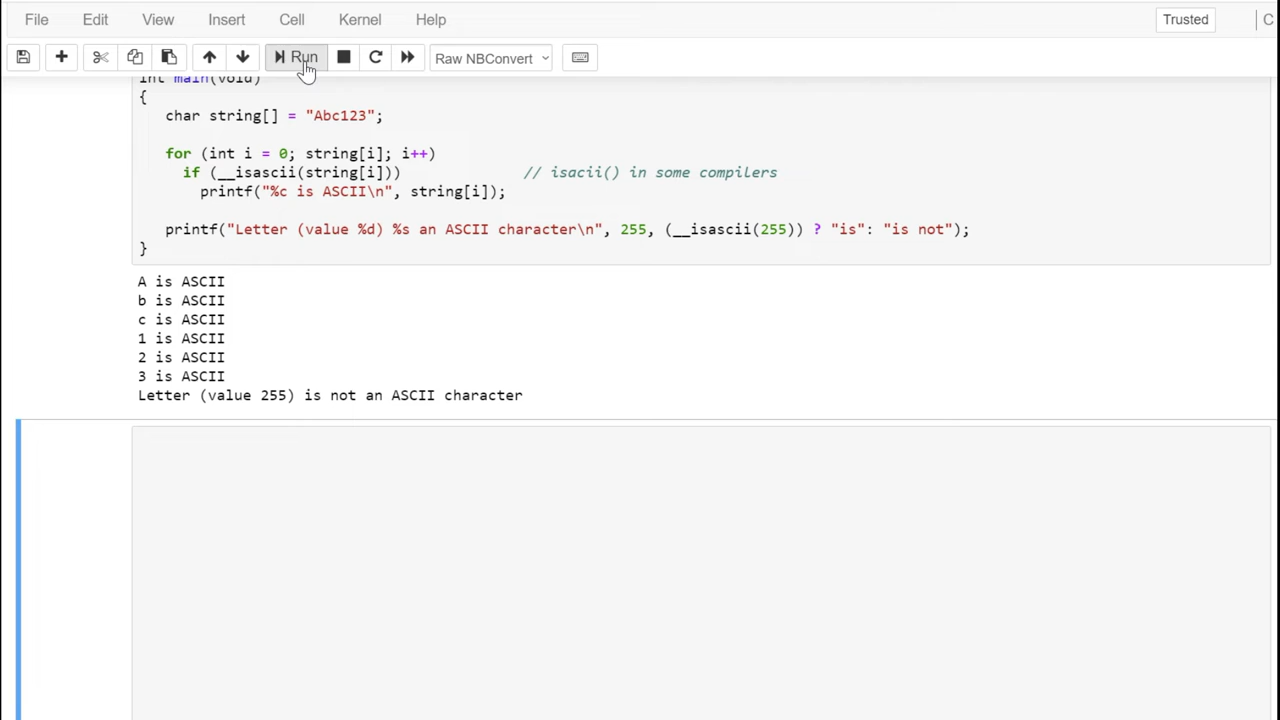 File Edit View Insert Cell Kernel Help Trusted C
Run Raw NBConvert
int main(void)
{
char string[] = "Abc123";
for (int i = 0; string[i]; i++)
if (__isascii(string[i])) // isacii() in some compilers
printf("%c is ASCII\n", string[i]);
printf("Letter (value %d) %s an ASCII character\n", 255, (__isascii(255)) ? "is": "is not");
}
A is ASCII
b is ASCII
c is ASCII
1 is ASCII
2 is ASCII
3 is ASCII
Letter (value 255) is not an ASCII character